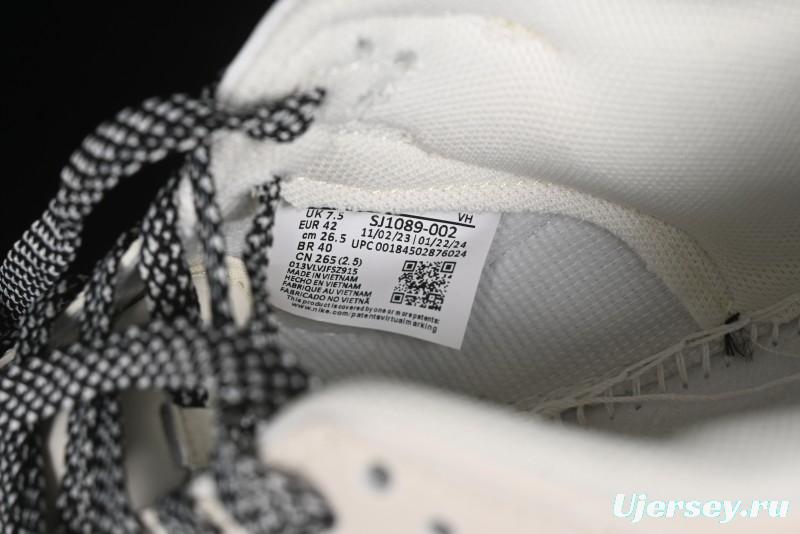 VH
UK 7.5
SJ1089-002
EUR 42
11/02/23 | 01/22/24
cm 26.5
UPC 00184502876024
BR 40
CN 265 (2.5)
013VLVJFSZ915
MADE IN VIETNAM
HECHO EN VIETNAM
FABRIQUE AU VIETNAM
FABRICADO NO VIETNÃ
This product is covered by one or more patents:
www.nike.com/patentsvirtualmarking
Ujersey.ru